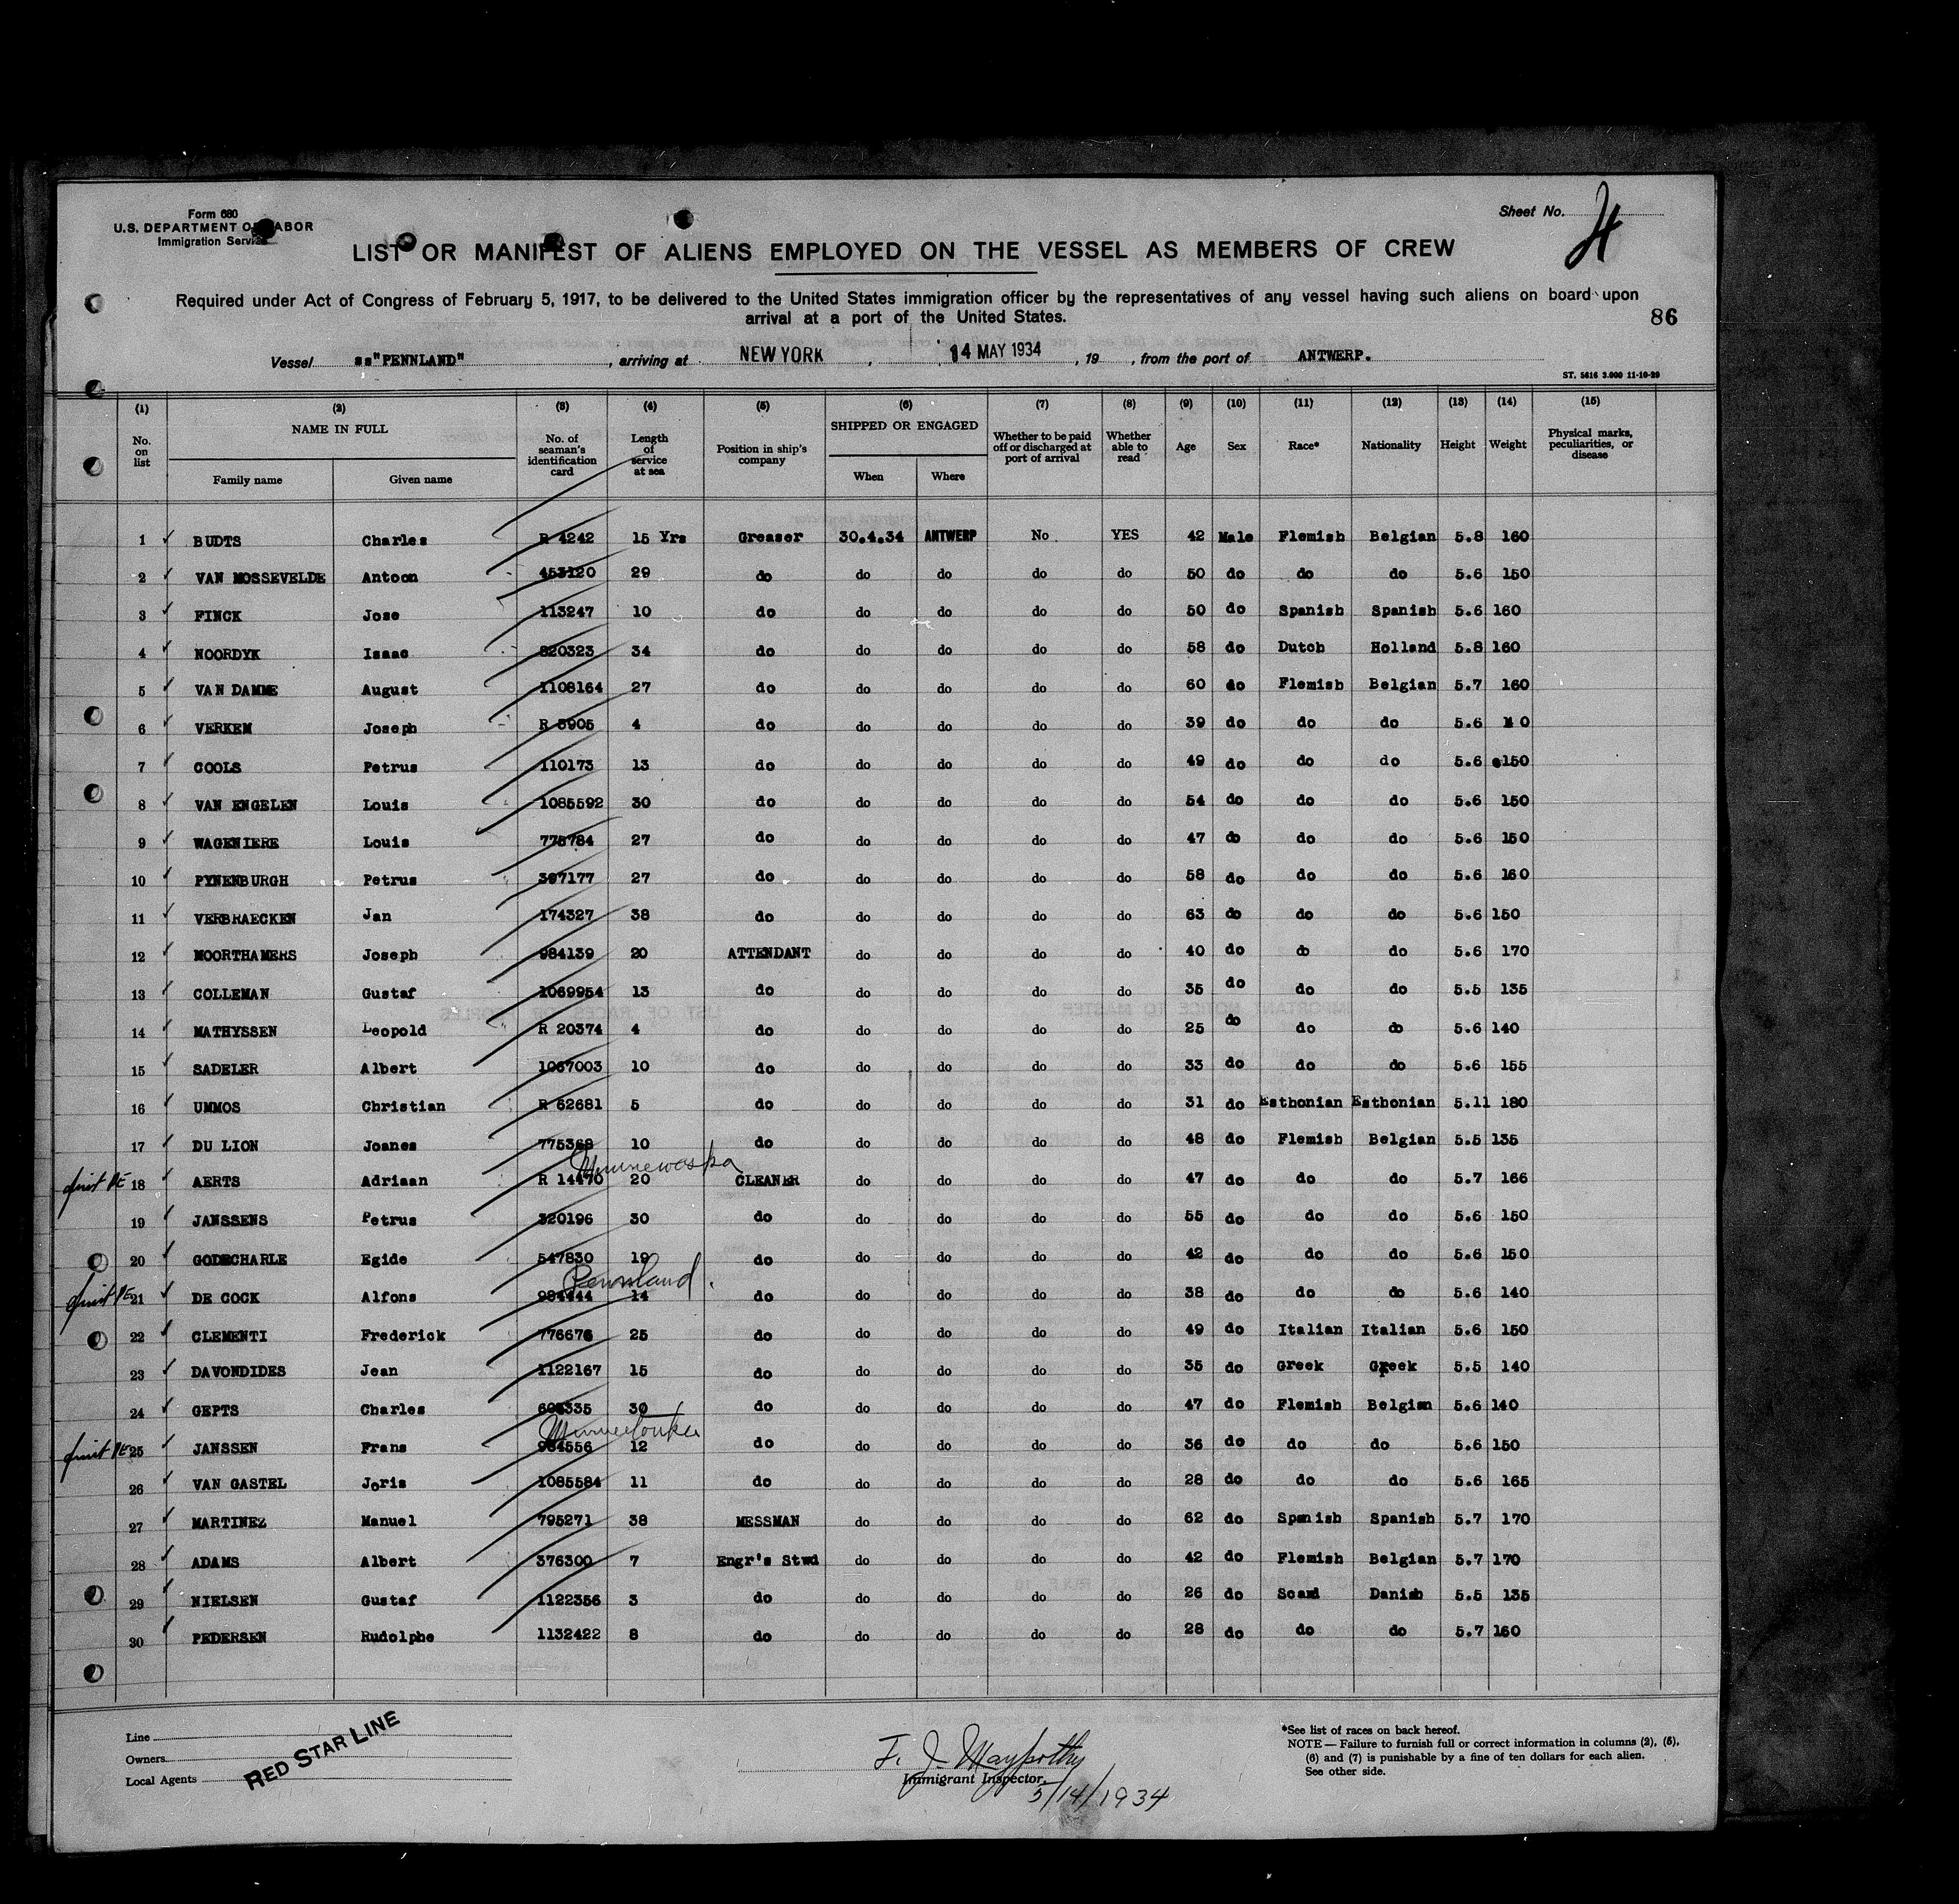 Form 680
U.S. DEPARTMENT OF LABOR
Immigration Service
Sheet No. 4
LIST OR MANIFEST OF ALIENS EMPLOYED ON THE VESSEL AS MEMBERS OF CREW
Required under Act of Congress of February 5, 1917, to be delivered to the United States immigration officer by the representatives of any vessel having such aliens on board upon
arrival at a port of the United States.
86
Vessel ss"PENNLAND" , arriving at NEW YORK , 14 MAY 1934 , 19 , from the port of ANTWERP.
ST. 5616 3.000 11-10-29
(1) (2) (3) (4) (5) (6) (7) (8) (9) (10) (11) (12) (13) (14) (15)
No. on list NAME IN FULL Family name Given name No. of seaman's identification card Length of service at sea Position in ship's company SHIPPED OR ENGAGED When Where Whether to be paid off or discharged at port of arrival Whether able to read Age Sex Race* Nationality Height Weight Physical marks, peculiarities, or disease
1 BUDTS Charles R 4242 15 Yrs Greaser 30.4.34 ANTWERP No YES 42 Male Flemish Belgian 5.8 160
2 VAN MOSSEVELDE Antoon 453120 29 do do do do do 50 do do do 5.6 150
3 FINCK Jose 113247 10 do do do do do 50 do Spanish Spanish 5.6 160
4 NOORDYK Isaac 820323 34 do do do do do 58 do Dutch Holland 5.8 160
5 VAN DAMME August 1108164 27 do do do do do 60 do Flemish Belgian 5.7 160
6 VERKEM Joseph R 5905 4 do do do do do 39 do do do 5.6
7 COOLS Petrus 110173 13 do do do do do 49 do do do 5.6 150
8 VAN ENGELEN Louis 1085592 30 do do do do do 54 do do do 5.6 150
9 WAGENIERE Louis 775784 27 do do do do do 47 do do do 5.6 150
10 PYNENBURGH Petrus 397177 27 do do do do do 58 do do do 5.6 160
11 VERBRAECKEN Jan 174327 38 do do do do do 63 do do do 5.6 150
12 MOORTHAMERS Joseph 984139 20 ATTENDANT do do do do 40 do do do 5.6 170
13 COLLEMAN Gustaf 1069954 13 do do do do do 35 do do do 5.5 135
14 MATHYSSEN Leopold R 20374 4 do do do do do 25 do do do 5.6 140
15 SADELER Albert 1067003 10 do do do do do 33 do do do 5.6 155
16 UMMOS Christian R 62681 5 do do do do do 31 do Esthonian Esthonian 5.11 180
17 DU LION Joanes 775368 10 do do do do do 48 do Flemish Belgian 5.5 135
Minnewaska
18 AERTS Adriaan R 14470 20 CLEANER do do do do 47 do do do 5.7 166
19 JANSSENS Petrus 320196 30 do do do do do 55 do do do 5.6 150
20 GODECHARLE Egide 547830 19 do do do do do 42 do do do 5.6 150
Pennland.
21 DE COCK Alfons 984444 14 do do do do do 38 do do do 5.6 140
22 CLEMENTI Frederick 776676 25 do do do do do 49 do Italian Italian 5.6 150
23 DAVONDIDES Jean 1122167 15 do do do do do 35 do Greek Greek 5.5 140
24 GEPTS Charles 30 do do do do do 47 do Flemish Belgian 5.6 140
Minnetonka
25 JANSSEN Frans 984556 12 do do do do do 36 do do do 5.6 150
26 VAN GASTEL Joris 1085584 11 do do do do do 28 do do do 5.6 165
27 MARTINEZ Manuel 795271 38 MESSMAN do do do do 62 do Spanish Spanish 5.7 170
28 ADAMS Albert 376300 7 Engr's Stwd do do do do 42 do Flemish Belgian 5.7 170
29 NIELSEN Gustaf 1122356 3 do do do do do 26 do Scand Danish 5.5 135
30 PEDERSEN Rudolphe 1132422 8 do do do do do 28 do do do 5.7 160
Line
Owners
Local Agents
RED STAR LINE
Immigrant Inspector.
5/14/1934
*See list of races on back hereof.
NOTE — Failure to furnish full or correct information in columns (2), (5),
(6) and (7) is punishable by a fine of ten dollars for each alien.
See other side.